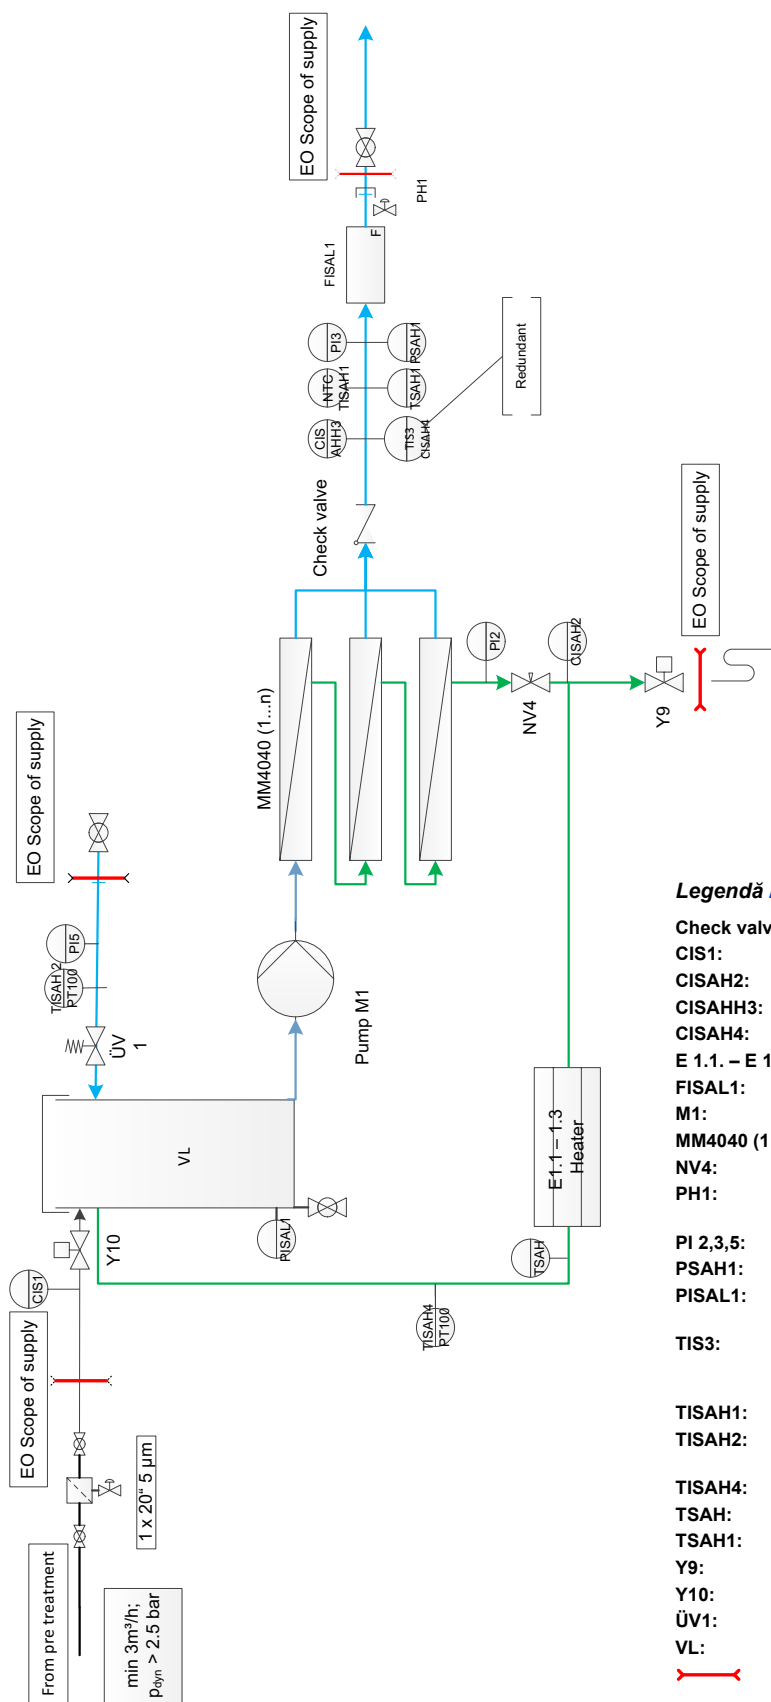 EO Scope of supply
PH1
FISAL1
F
PI3
PSAH1
NTC
TISAH1
TSAH1
CIS
AHH3
TIS3
CISAH4
Redundant
Check valve
EO Scope of supply
MM4040 (1...n)
PI2
CISAH2
NV4
Y9
EO Scope of supply
PI5
TISAH 2
PT100
ÜV
1
Pump M1
VL
E1.1 – 1.3
Heater
PISAL1
TSAH
Y10
TISAH4
PT100
CIS1
EO Scope of supply
1 x 20“ 5 µm
From pre treatment
min 3m³/h;
pdyn > 2.5 bar
Legendă
Check valv
CIS1:
CISAH2:
CISAHH3:
CISAH4:
E 1.1. – E 1
FISAL1:
M1:
MM4040 (1
NV4:
PH1:
PI 2,3,5:
PSAH1:
PISAL1:
TIS3:
TISAH1:
TISAH2:
TISAH4:
TSAH:
TSAH1:
Y9:
Y10:
ÜV1:
VL: